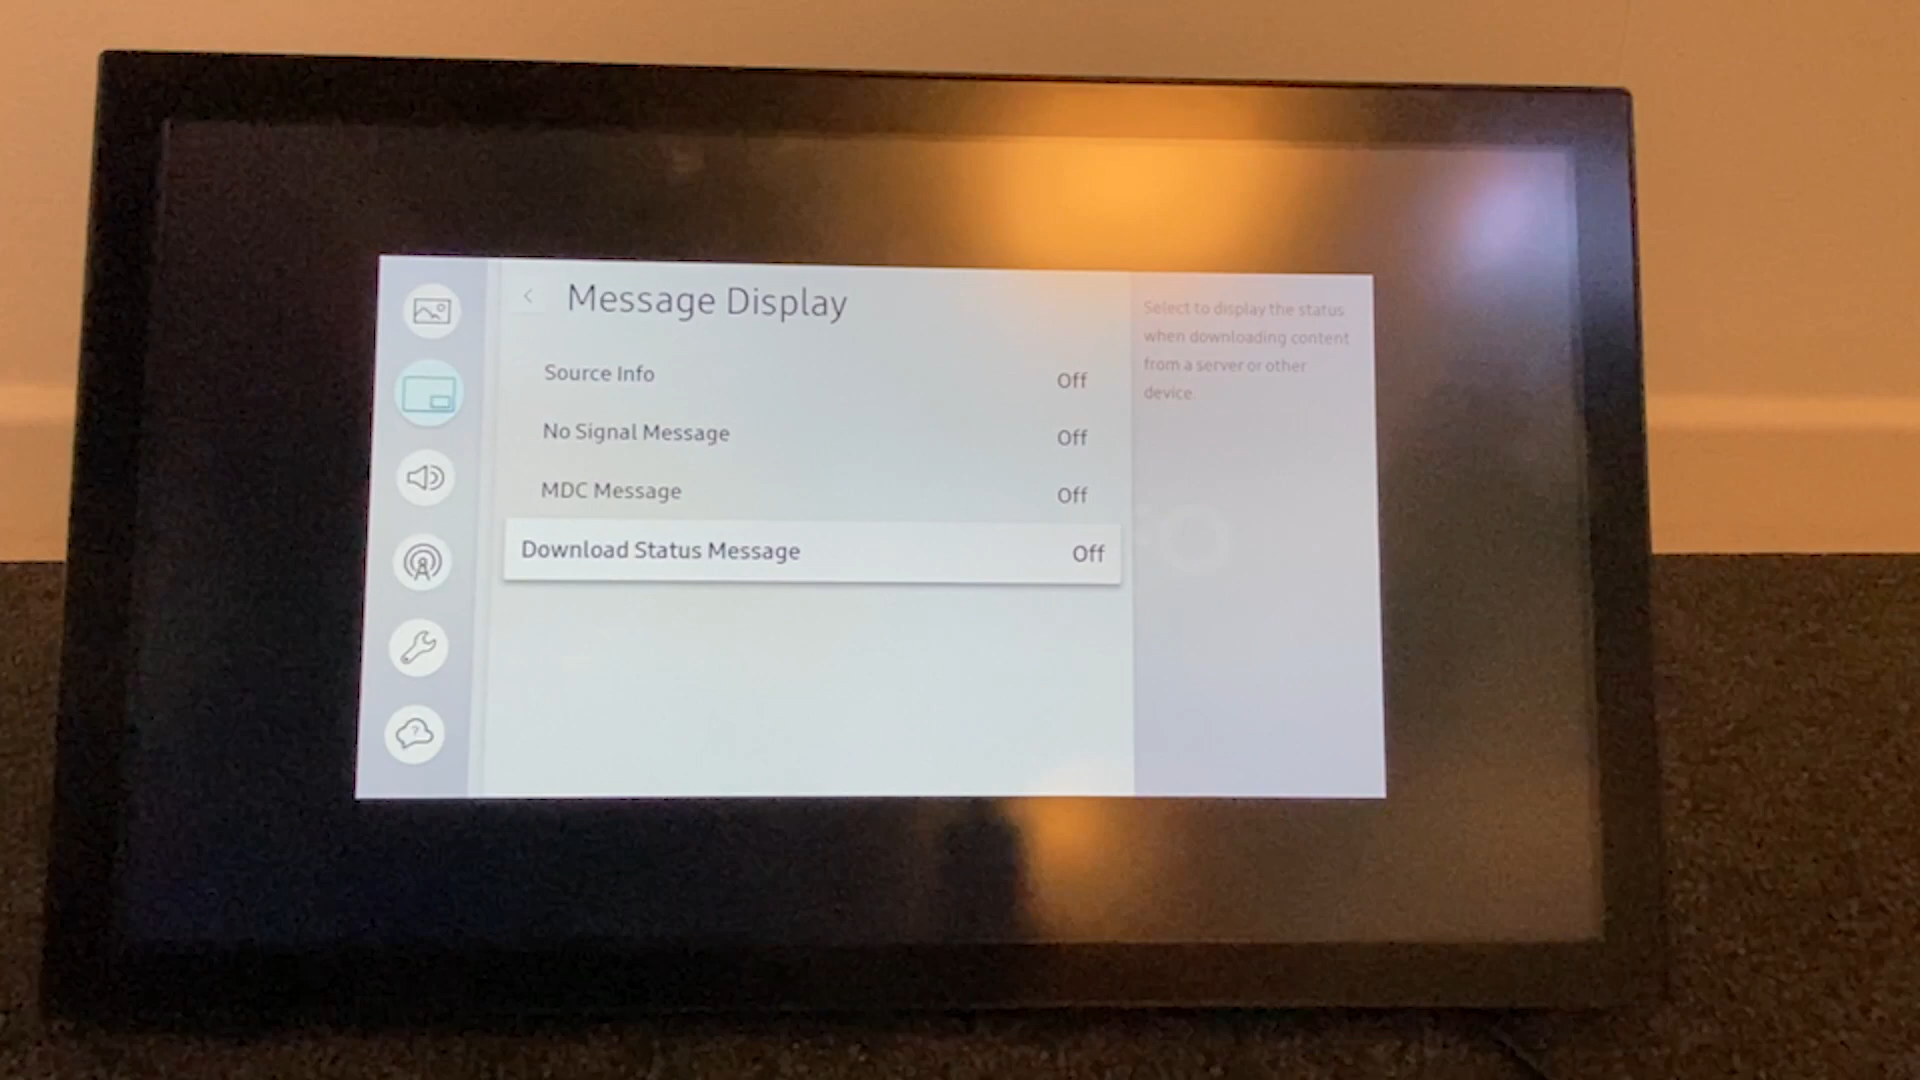 Message Display
Source Info Off
No Signal Message Off
MDC Message Off
Download Status Message Off
Select to display the status
when downloading content
from a server or other
device.
?